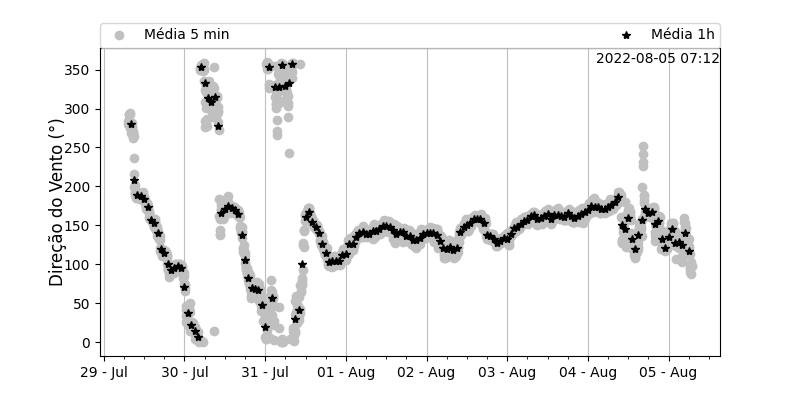 Média 5 min
Média 1h
2022-08-05 07:12
Direção do Vento (°)
350
300
250
200
150
100
50
0
29 - Jul
30 - Jul
31 - Jul
01 - Aug
02 - Aug
03 - Aug
04 - Aug
05 - Aug